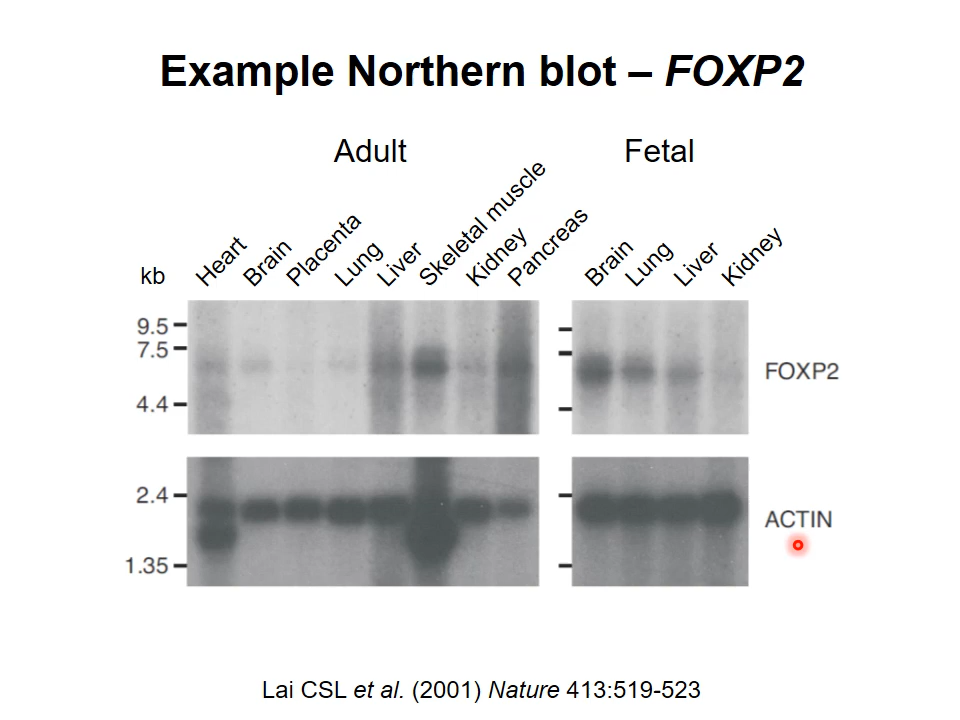 Example Northern blot – FOXP2
Adult
Fetal
kb
Heart
Brain
Placenta
Lung
Liver
Skeletal muscle
Kidney
Pancreas
Brain
Lung
Liver
Kidney
9.5
7.5
4.4
FOXP2
2.4
1.35
ACTIN
Lai CSL et al. (2001) Nature 413:519-523